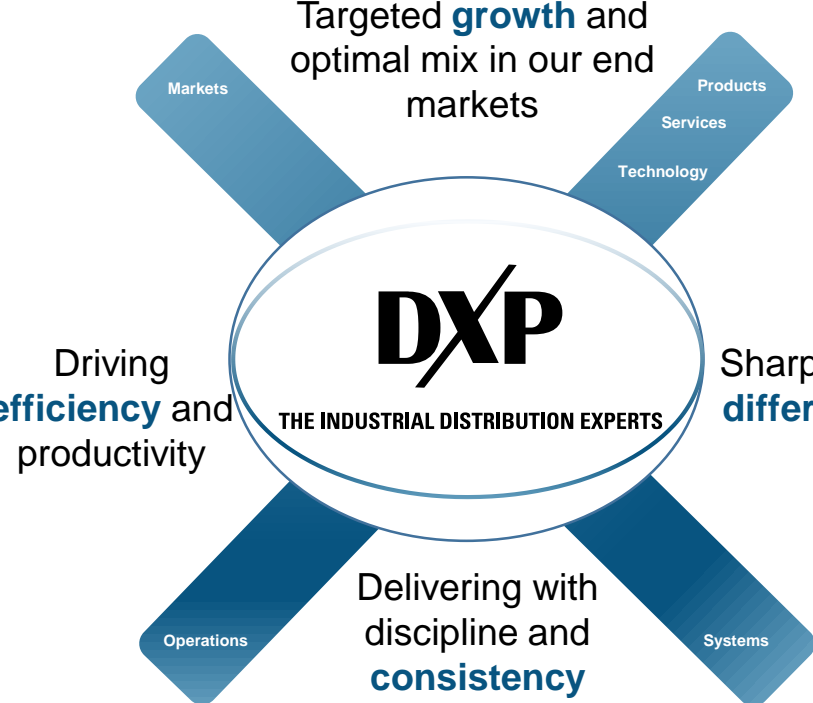 Targeted growth and
optimal mix in our end
markets
Markets
Products
Services
Technology
DXP
THE INDUSTRIAL DISTRIBUTION EXPERTS
Driving
efficiency and
productivity
Sharp
differ
Delivering with
discipline and
consistency
Operations
Systems